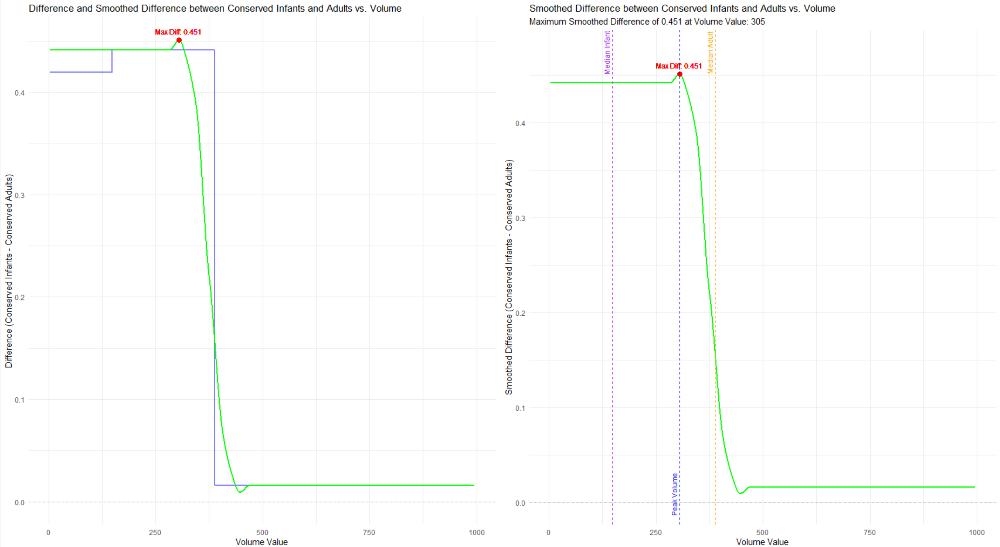 Difference and Smoothed Difference between Conserved Infants and Adults vs. Volume
Max Diff: 0.451
Difference (Conserved Infants - Conserved Adults)
0.4
0.3
0.2
0.1
0.0
0
250
500
750
1000
Volume Value
Smoothed Difference between Conserved Infants and Adults vs. Volume
Maximum Smoothed Difference of 0.451 at Volume Value: 305
Median Infant
Median Adult
Max Diff: 0.451
Smoothed Difference (Conserved Infants - Conserved Adults)
0.4
0.3
0.2
0.1
0.0
Peak Volume
0
250
500
750
1000
Volume Value